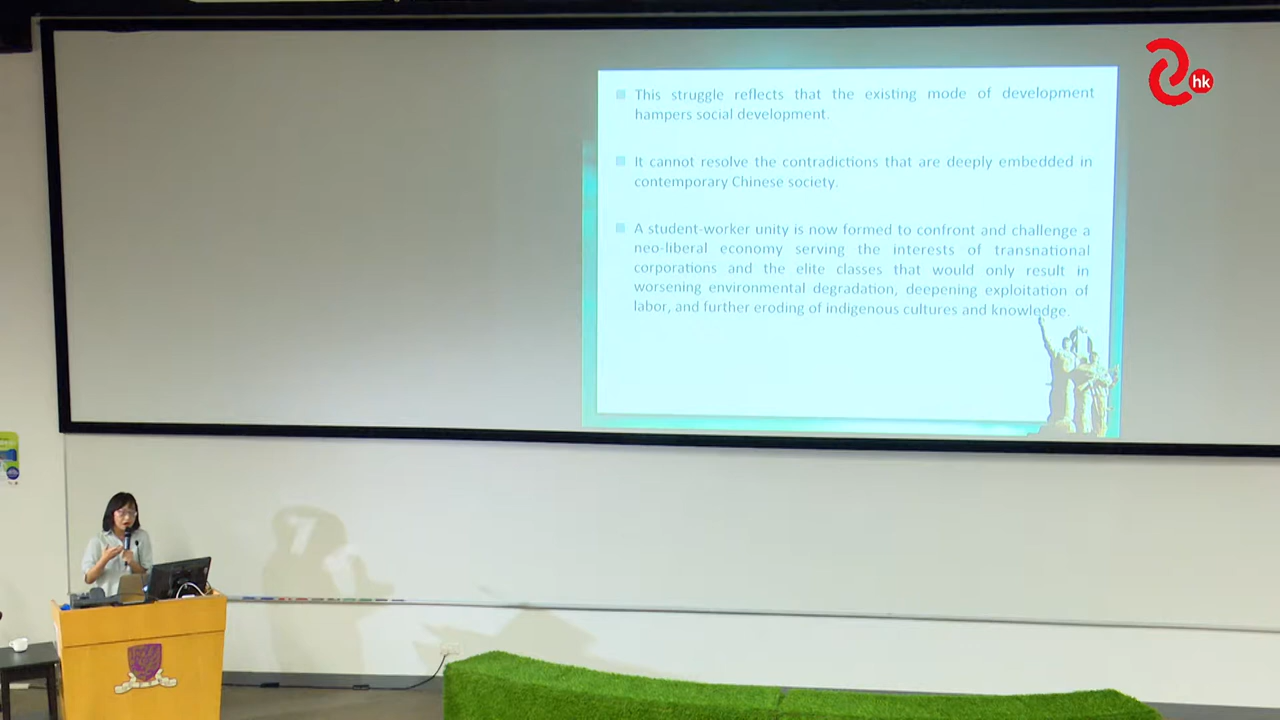 hk
This struggle reflects that the existing mode of development
hampers social development.
It cannot resolve the contradictions that are deeply embedded in
contemporary Chinese society.
A student-worker unity is now formed to confront and challenge a
neo-liberal economy serving the interests of transnational
corporations and the elite classes that would only result in
worsening environmental degradation, deepening exploitation of
labor, and further eroding of indigenous cultures and knowledge.